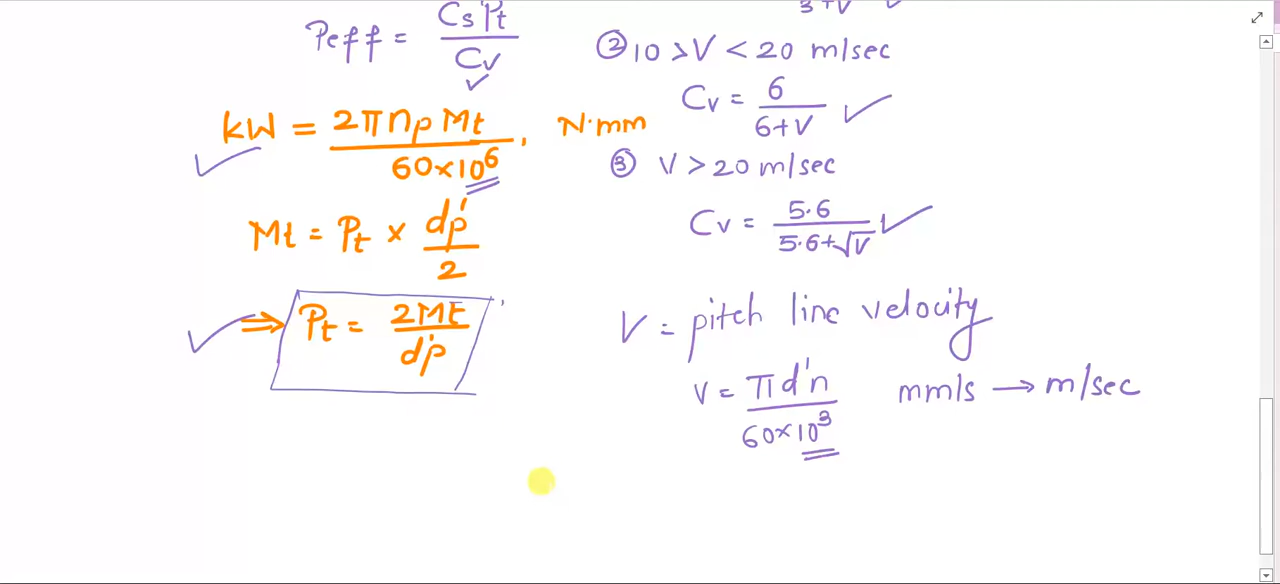 3+V
Peff = Cs Pt / Cv
② 10 > V < 20 m/sec
Cv = 6 / 6+V
kW = 2πnp Mt / 60×10⁶, N·mm
③ V > 20 m/sec
Cv = 5.6 / 5.6+√V
Mt = Pt × dp' / 2
⇒ Pt = 2Mt / dp'
V = pitch line velocity
v = πd'n / 60×10³ mm/s → m/sec